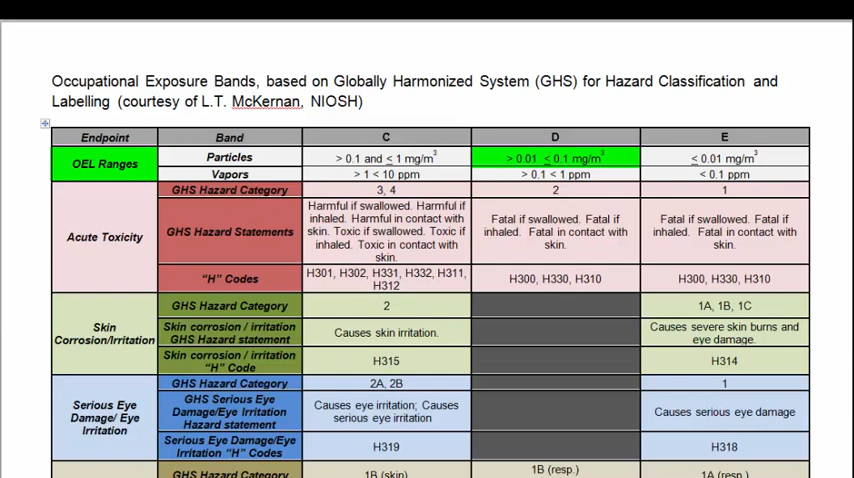 Occupational Exposure Bands, based on Globally Harmonized System (GHS) for Hazard Classification and
Labelling (courtesy of L.T. McKernan, NIOSH)
Endpoint Band C D E
OEL Ranges
Particles > 0.1 and ≤ 1 mg/m³ > 0.01 ≤ 0.1 mg/m³ ≤ 0.01 mg/m³
Vapors > 1 < 10 ppm > 0.1 < 1 ppm < 0.1 ppm
Acute Toxicity
GHS Hazard Category 3, 4 2 1
GHS Hazard Statements
Harmful if swallowed. Harmful if
inhaled. Harmful in contact with
skin. Toxic if swallowed. Toxic if
inhaled. Toxic in contact with
skin.
Fatal if swallowed. Fatal if
inhaled. Fatal in contact with
skin.
Fatal if swallowed. Fatal if
inhaled. Fatal in contact with
skin.
"H" Codes
H301, H302, H331, H332, H311,
H312
H300, H330, H310
H300, H330, H310
Skin
Corrosion/Irritation
GHS Hazard Category 2 1A, 1B, 1C
Skin corrosion / irritation
GHS Hazard statement
Causes skin irritation.
Causes severe skin burns and
eye damage.
Skin corrosion / irritation
“H” Code
H315
H314
Serious Eye
Damage/ Eye
Irritation
GHS Hazard Category 2A, 2B 1
GHS Serious Eye
Damage/Eye Irritation
Hazard statement
Causes eye irritation; Causes
serious eye irritation
Causes serious eye damage
Serious Eye Damage/Eye
Irritation “H” Codes
H319
H318
GHS Hazard Category 1B (skin) 1B (resp.) 1A (resp.)